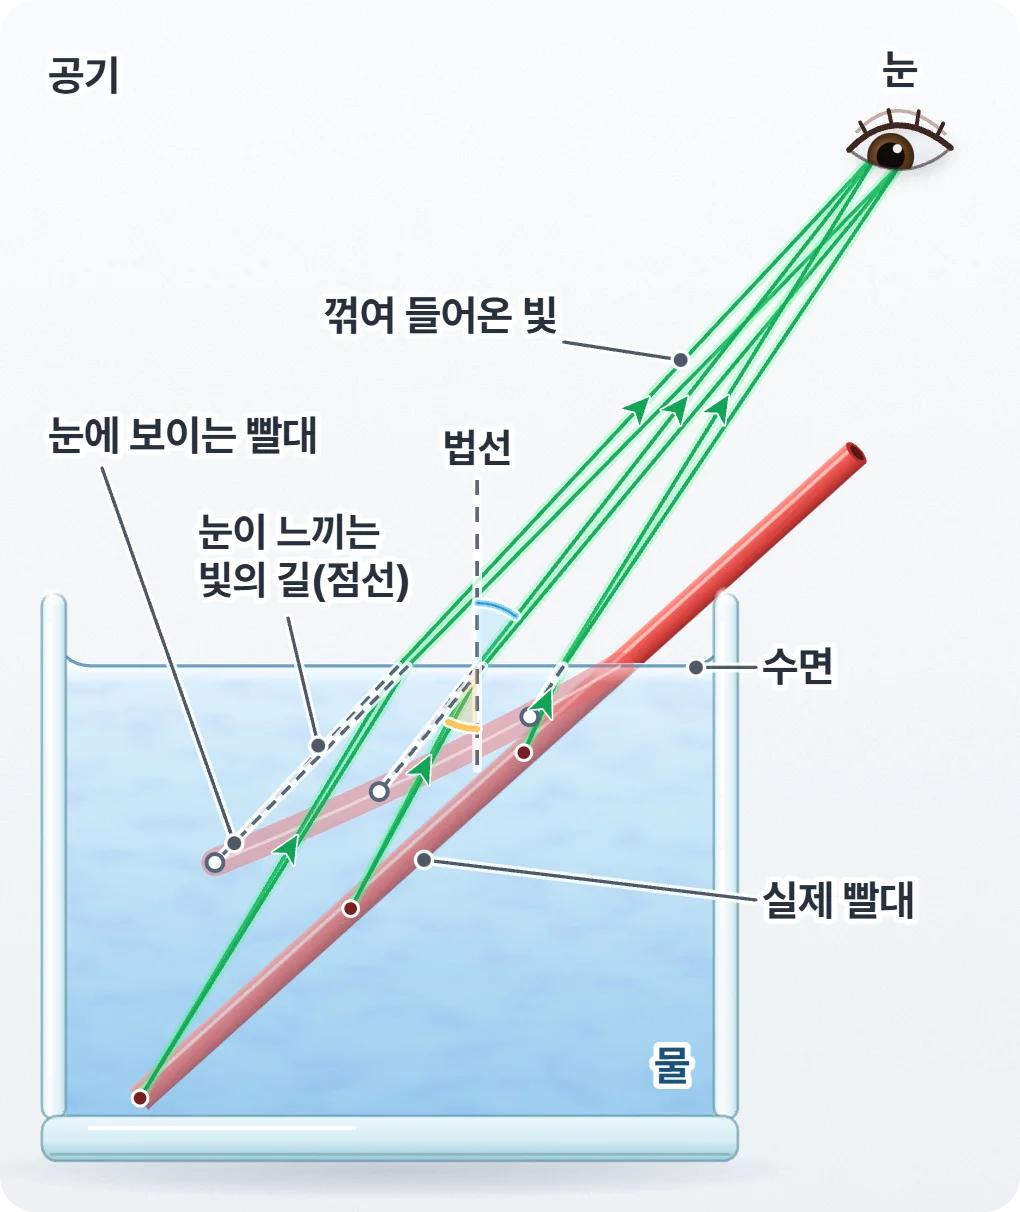 공기
눈
꺾여 들어온 빛
눈에 보이는 빨대
법선
눈이 느끼는
빛의 길(점선)
수면
실제 빨대
물